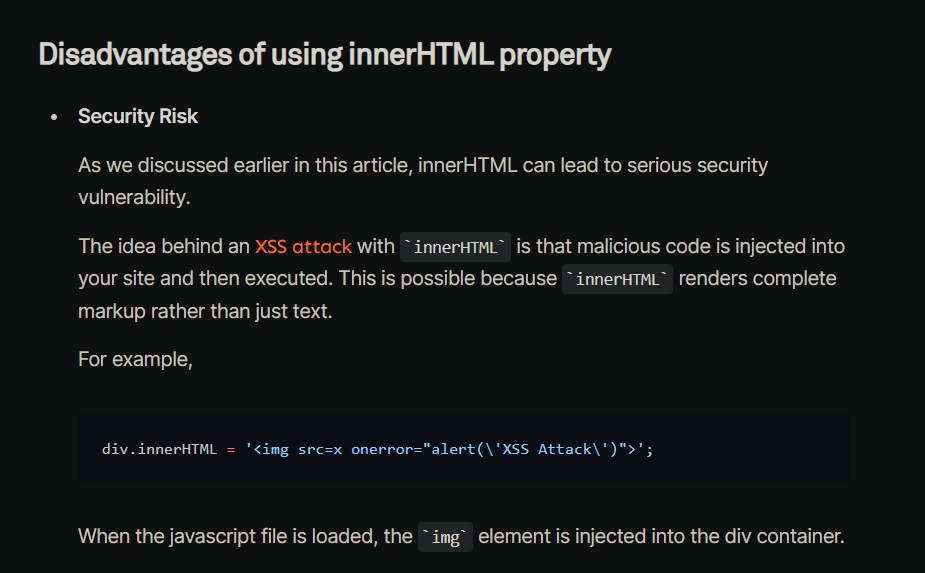 Disadvantages of using innerHTML property
• Security Risk
As we discussed earlier in this article, innerHTML can lead to serious security
vulnerability.
The idea behind an XSS attack with `innerHTML` is that malicious code is injected into
your site and then executed. This is possible because `innerHTML` renders complete
markup rather than just text.
For example,
div.innerHTML = '<img src=x onerror="alert(\'XSS Attack\')">';
When the javascript file is loaded, the `img` element is injected into the div container.